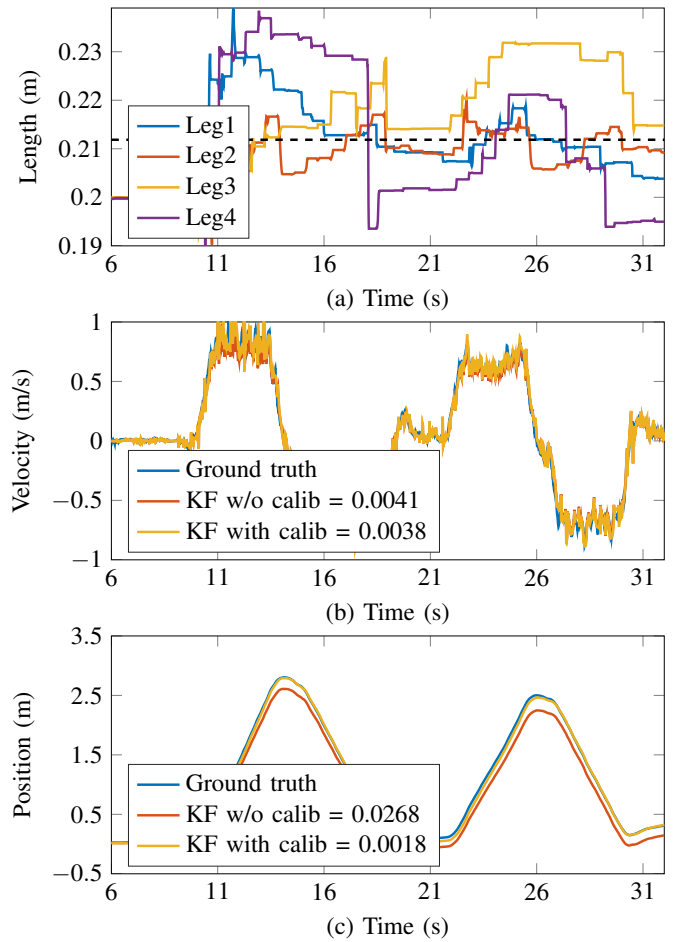 0.23
0.22
0.21
0.2
0.19
Length (m)
Leg1
Leg2
Leg3
Leg4
6 11 16 21 26 31
(a) Time (s)
1
0.5
0
−0.5
−1
Velocity (m/s)
Ground truth
KF w/o calib = 0.0041
KF with calib = 0.0038
6 11 16 21 26 31
(b) Time (s)
3.5
2.5
1.5
0.5
−0.5
Position (m)
Ground truth
KF w/o calib = 0.0268
KF with calib = 0.0018
6 11 16 21 26 31
(c) Time (s)